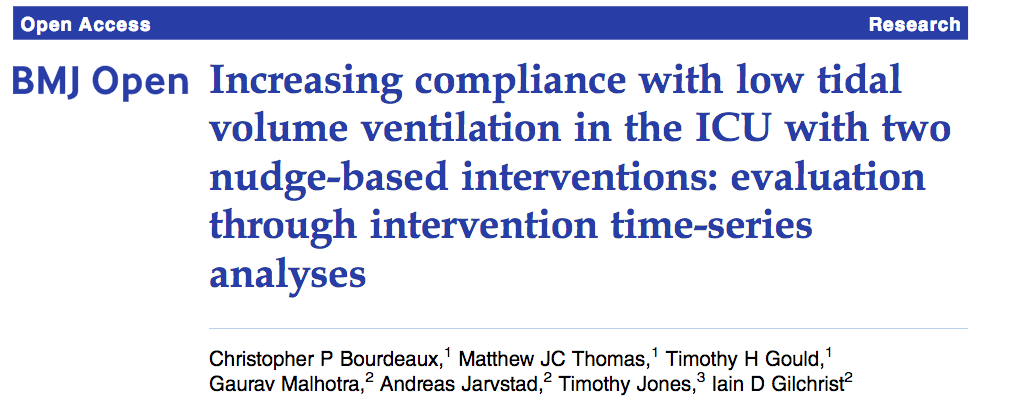 Open Access
Research
BMJ Open
Increasing compliance with low tidal
volume ventilation in the ICU with two
nudge-based interventions: evaluation
through intervention time-series
analyses
Christopher P Bourdeaux,¹ Matthew JC Thomas,¹ Timothy H Gould,¹
Gaurav Malhotra,² Andreas Jarvstad,² Timothy Jones,³ Iain D Gilchrist²